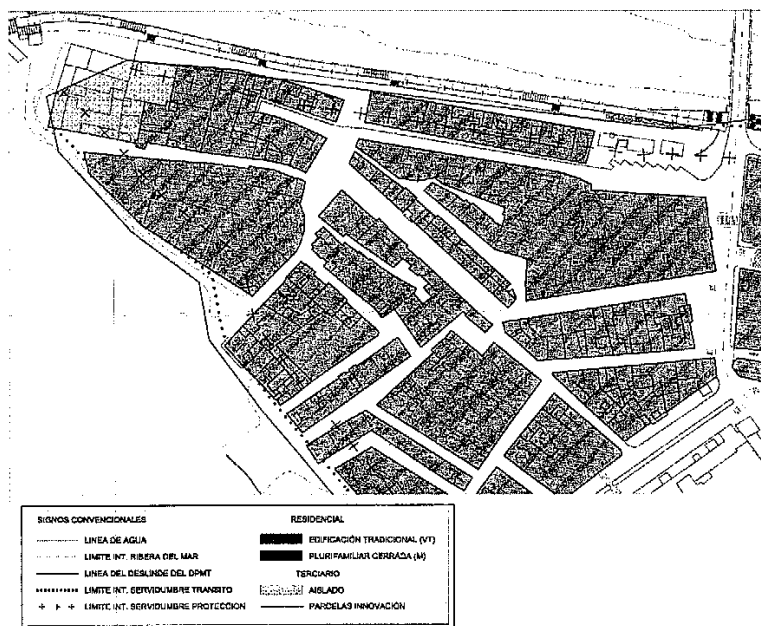 SIGNOS CONVENCIONALES
LINEA DE AGUA
LIMITE INT. RIBERA DEL MAR
LINEA DEL DESLINDE DEL DPMT
LIMITE INT. SERVIDUMBRE TRANSITO
LIMITE INT. SERVIDUMBRE PROTECCION
RESIDENCIAL
EDIFICACIÓN TRADICIONAL (VT)
PLURIFAMILIAR CERRADA (M)
TERCIARIO
AISLADO
PARCELAS INNOVACIÓN